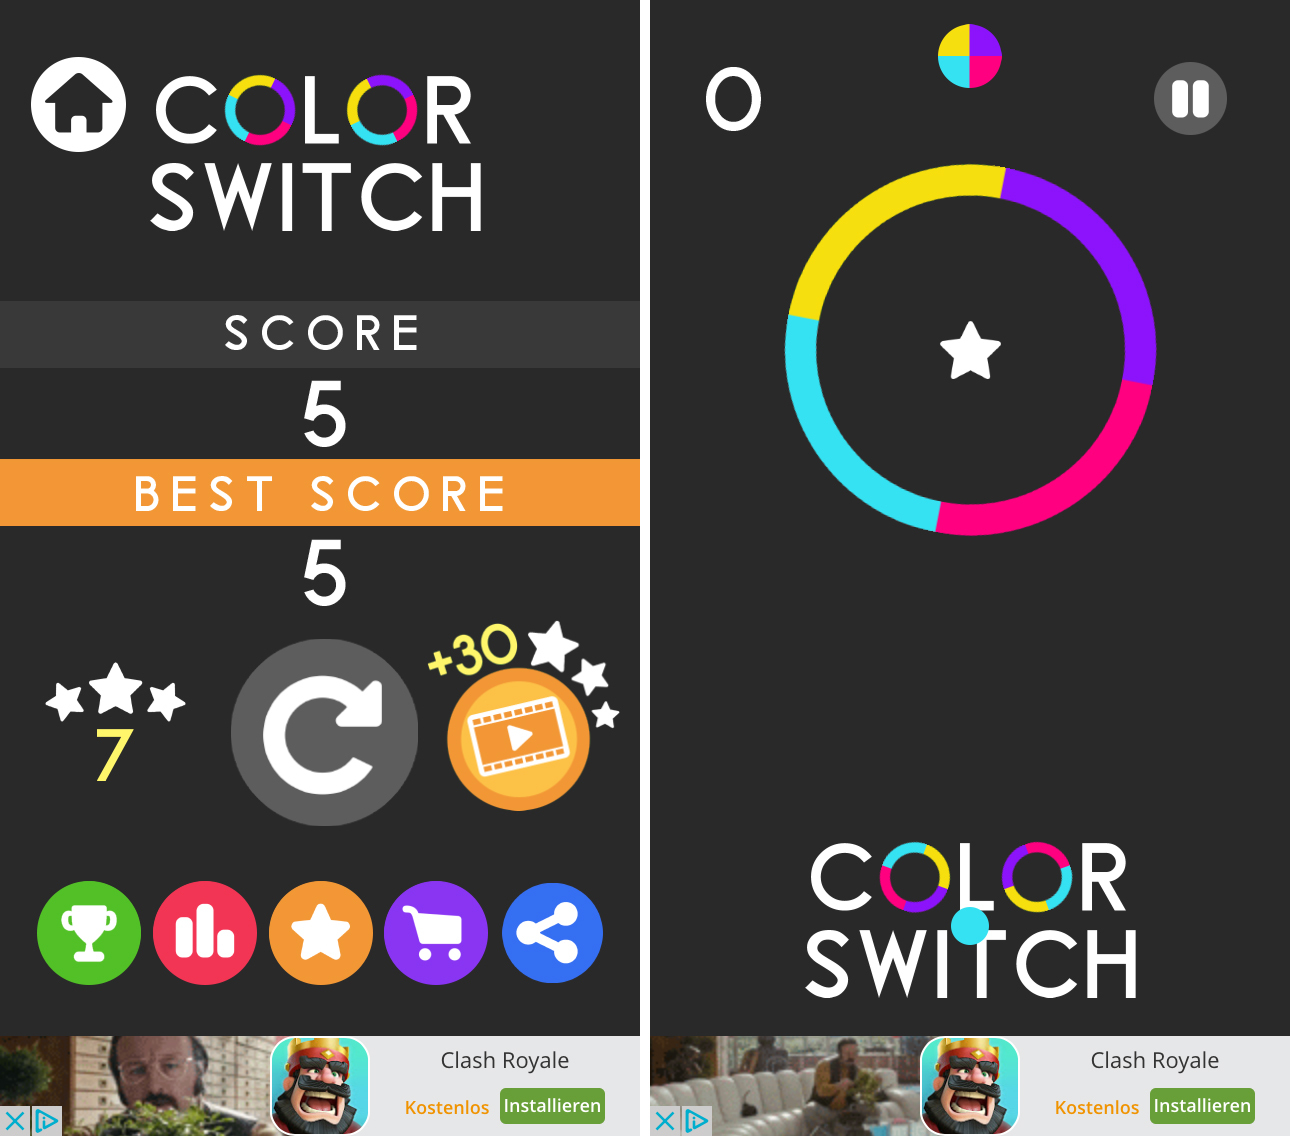 COLOR
SWITCH
SCORE
5
BEST SCORE
5
+30
7
Clash Royale
Kostenlos Installieren
0
COLOR
SWITCH
Clash Royale
Kostenlos Installieren